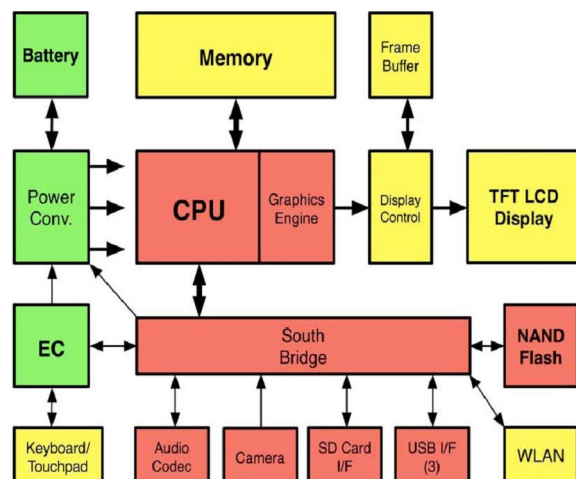 Battery
Memory
Frame
Buffer
Power
Conv.
CPU
Graphics
Engine
Display
Control
TFT LCD
Display
EC
South
Bridge
NAND
Flash
Keyboard/
Touchpad
Audio
Codec
Camera
SD Card
I/F
USB I/F
(3)
WLAN